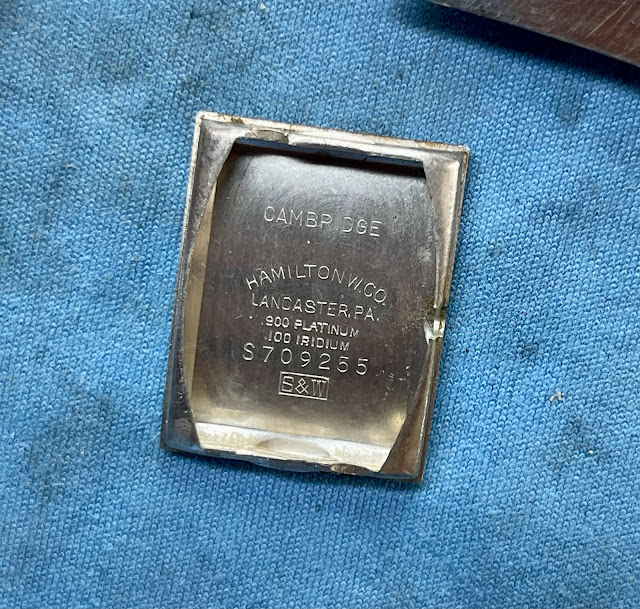 CAMBRIDGE
HAMILTON W. CO.
LANCASTER, PA.
.900 PLATINUM
.100 IRIDIUM
S709255
S&W